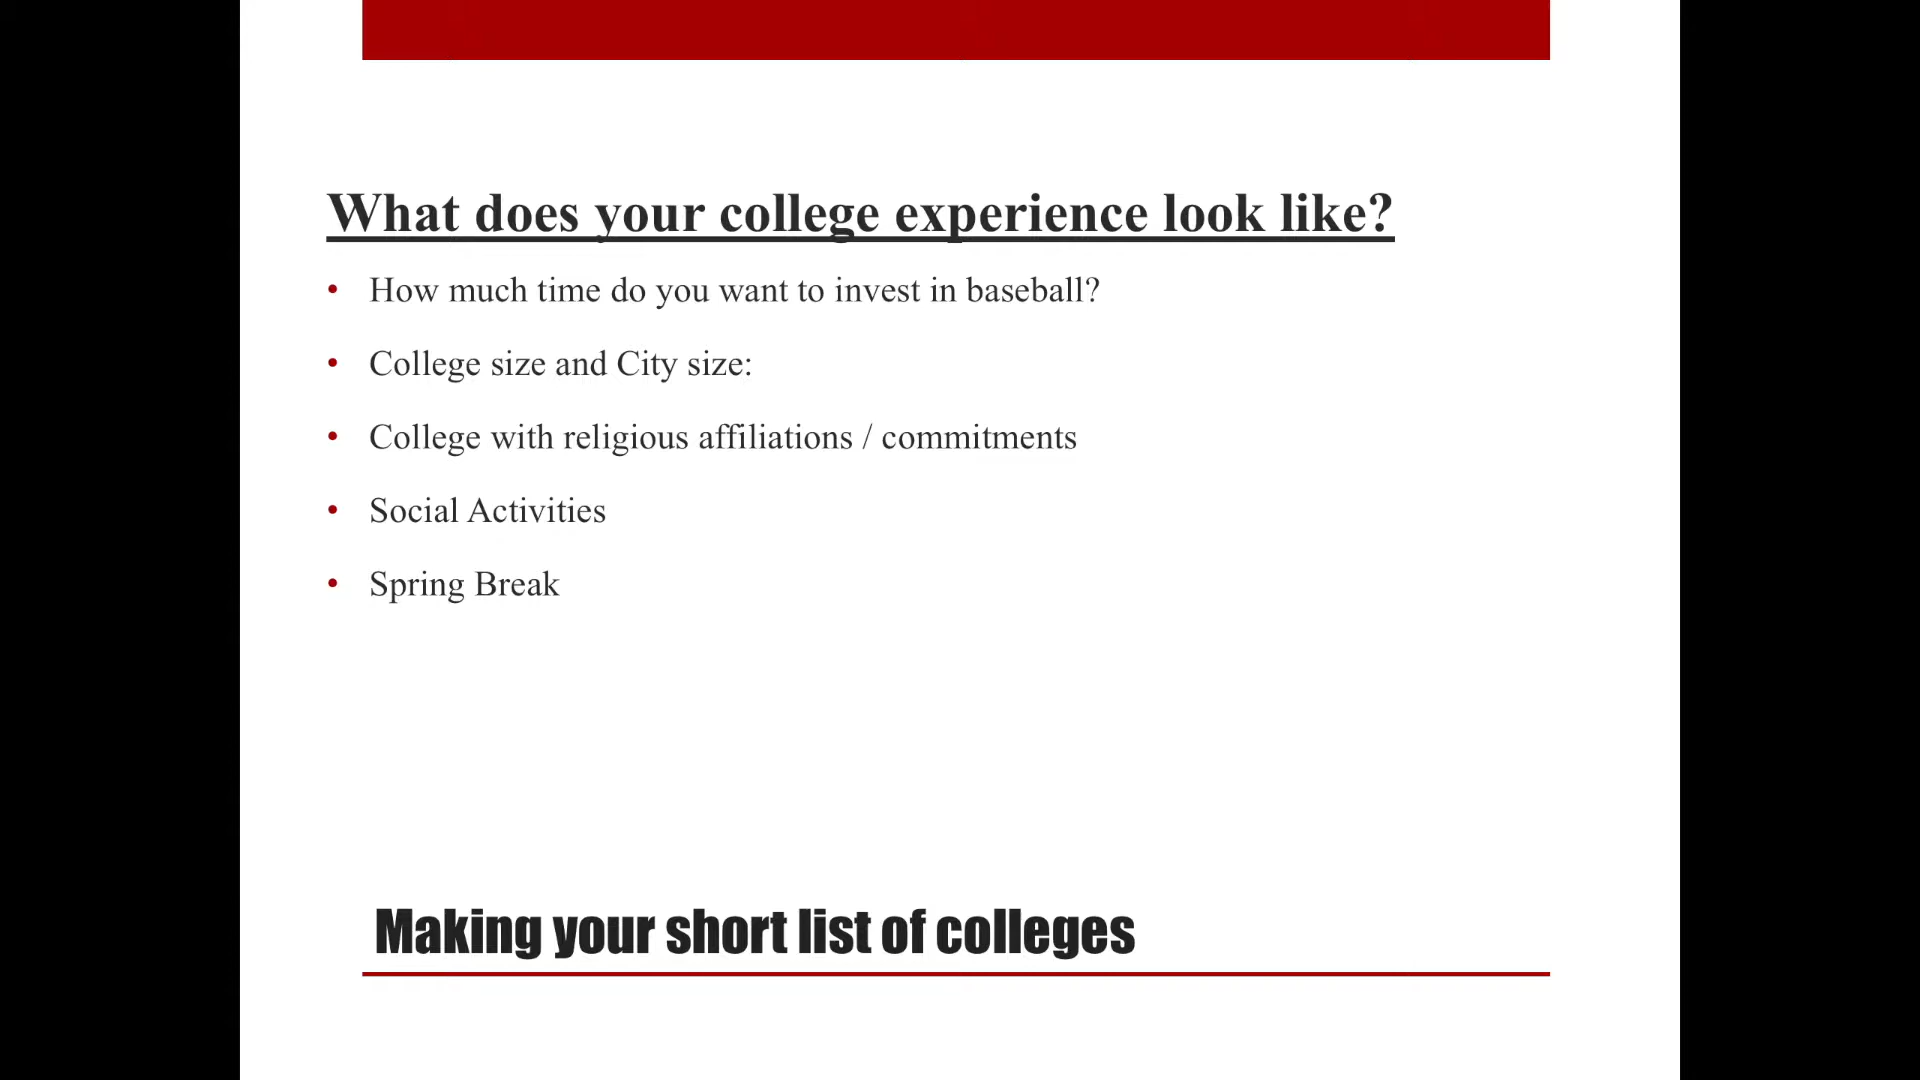 What does your college experience look like?
• How much time do you want to invest in baseball?
• College size and City size:
• College with religious affiliations / commitments
• Social Activities
• Spring Break
Making your short list of colleges